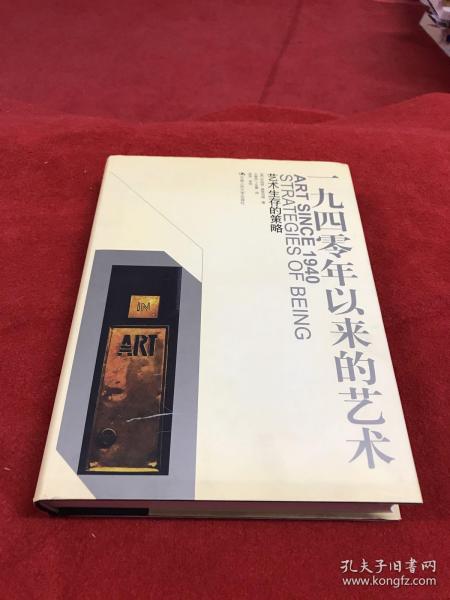 一九四零年以来的艺术
ART SINCE 1940
STRATEGIES OF BEING
艺术生存的策略
IN
ART
孔夫子旧书网
www.kongfz.com